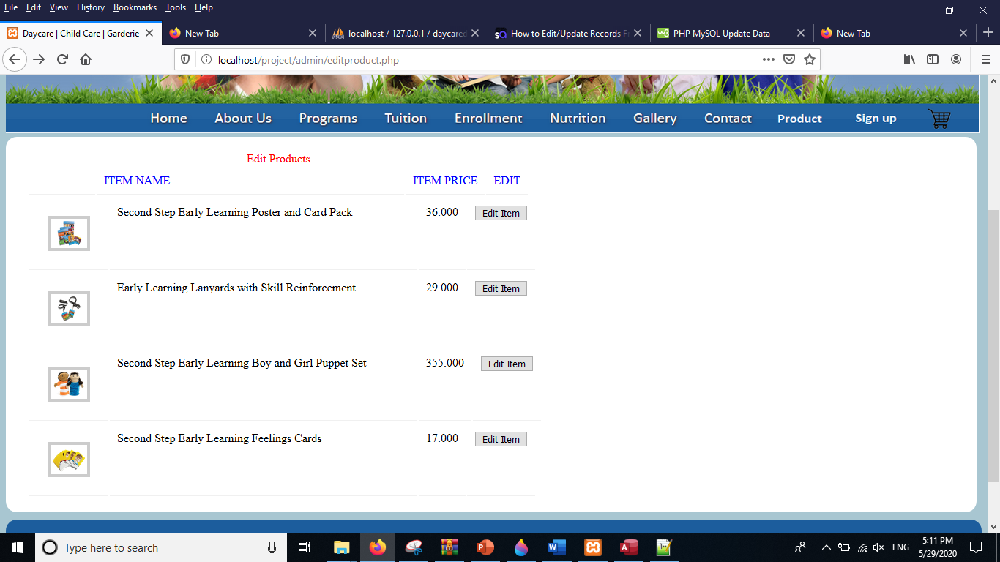 File Edit View History Bookmarks Tools Help
Daycare | Child Care | Garderie
New Tab
localhost / 127.0.0.1 / daycared
How to Edit/Update Records F
PHP MySQL Update Data
New Tab
localhost/project/admin/editproduct.php
Home About Us Programs Tuition Enrollment Nutrition Gallery Contact Product Sign up
Edit Products
ITEM NAME ITEM PRICE EDIT
Second Step Early Learning Poster and Card Pack 36.000 Edit Item
Early Learning Lanyards with Skill Reinforcement 29.000 Edit Item
Second Step Early Learning Boy and Girl Puppet Set 355.000 Edit Item
Second Step Early Learning Feelings Cards 17.000 Edit Item
Type here to search
ENG
5:11 PM
5/29/2020